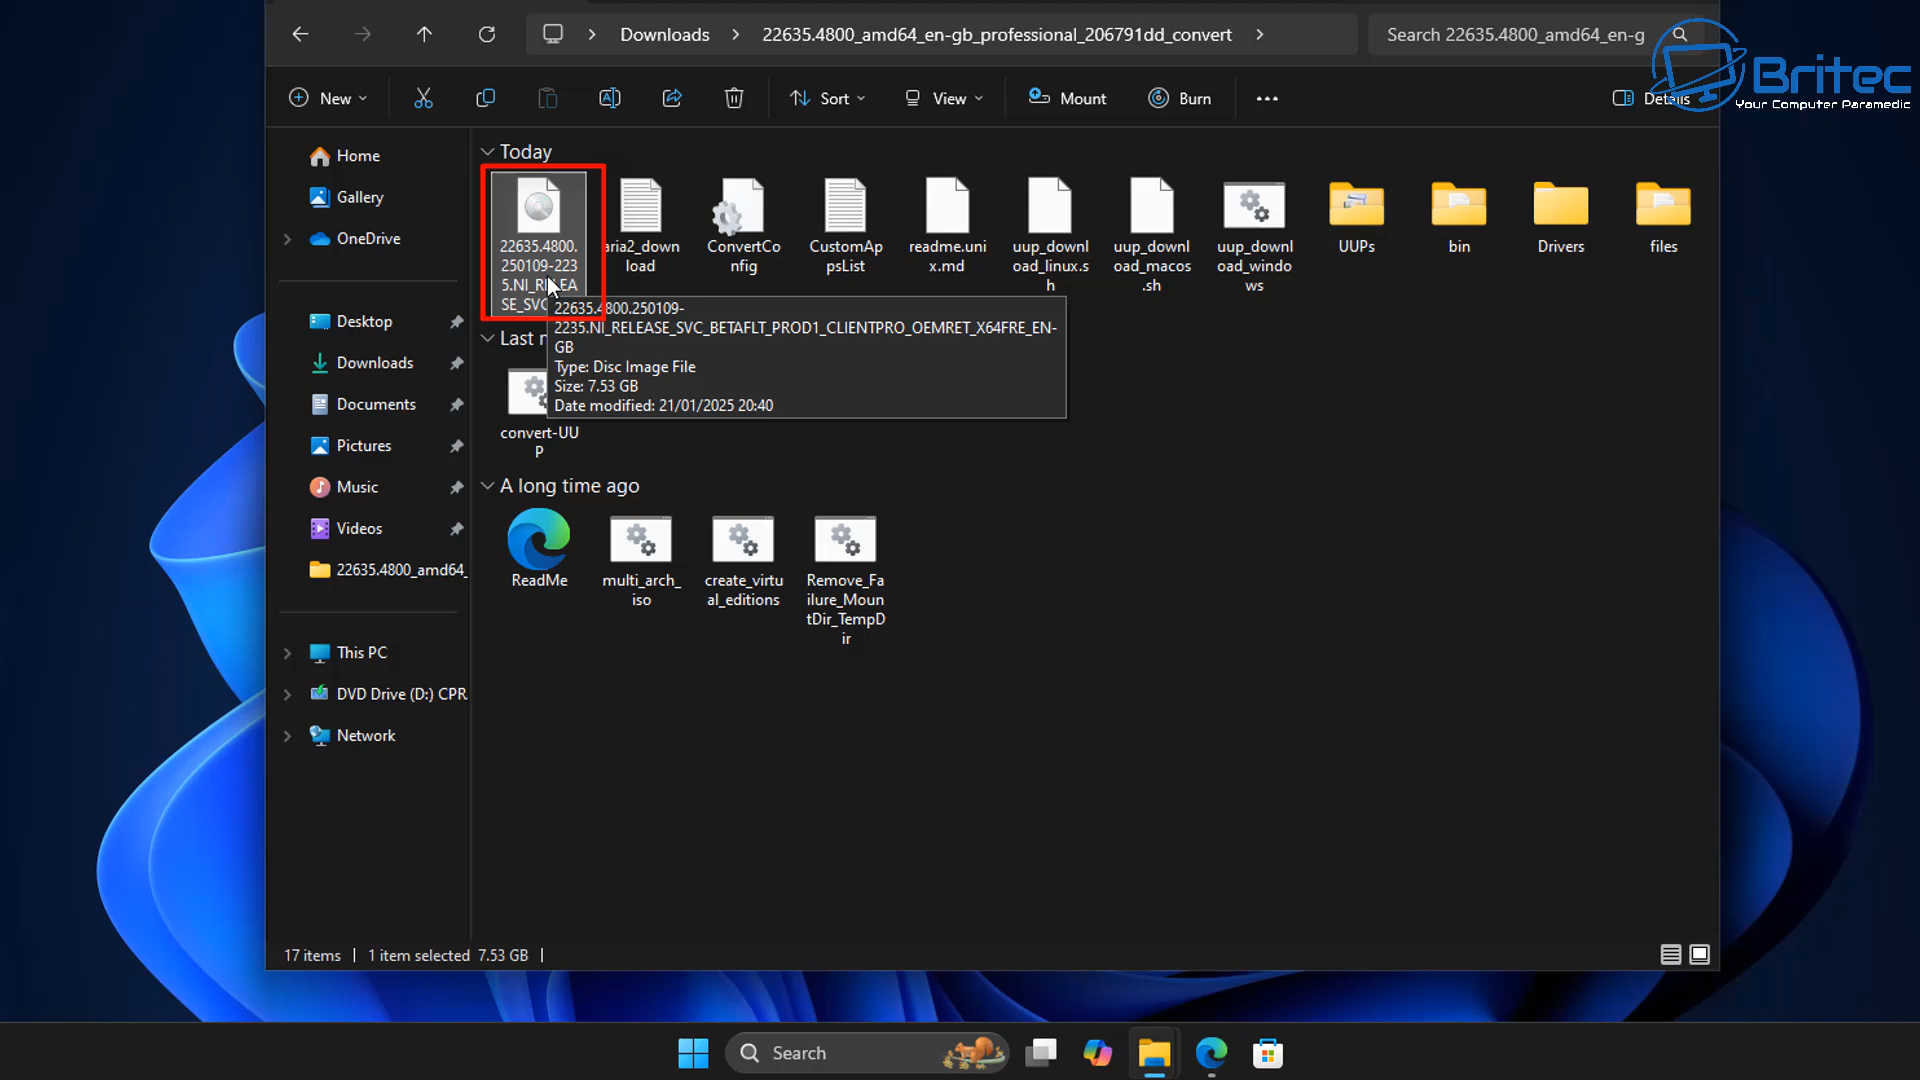 Downloads
22635.4800_amd64_en-gb_professional_206791dd_convert
Search 22635.4800_amd64_en-g
Britec
Your Computer Paramedic
New
Sort
View
Mount
Burn
Details
Home
Gallery
OneDrive
Desktop
Downloads
Documents
Pictures
Music
Videos
22635.4800_amd64_
This PC
DVD Drive (D:) CPR
Network
Today
22635.4800.
250109-223
5.NI_RELEA
SE_SVC
aria2_down
load
ConvertCo
nfig
CustomAp
psList
readme.uni
x.md
uup_downl
oad_linux.s
h
uup_downl
oad_macos
.sh
uup_downl
oad_windo
ws
UUPs
bin
Drivers
files
22635.4800.250109-
2235.NI_RELEASE_SVC_BETAFLT_PROD1_CLIENTPRO_OEMRET_X64FRE_EN-
GB
Type: Disc Image File
Size: 7.53 GB
Date modified: 21/01/2025 20:40
Last
convert-UU
P
A long time ago
ReadMe
multi_arch_
iso
create_virtu
al_editions
Remove_Fa
ilure_Moun
tDir_TempD
ir
17 items
1 item selected 7.53 GB
Search